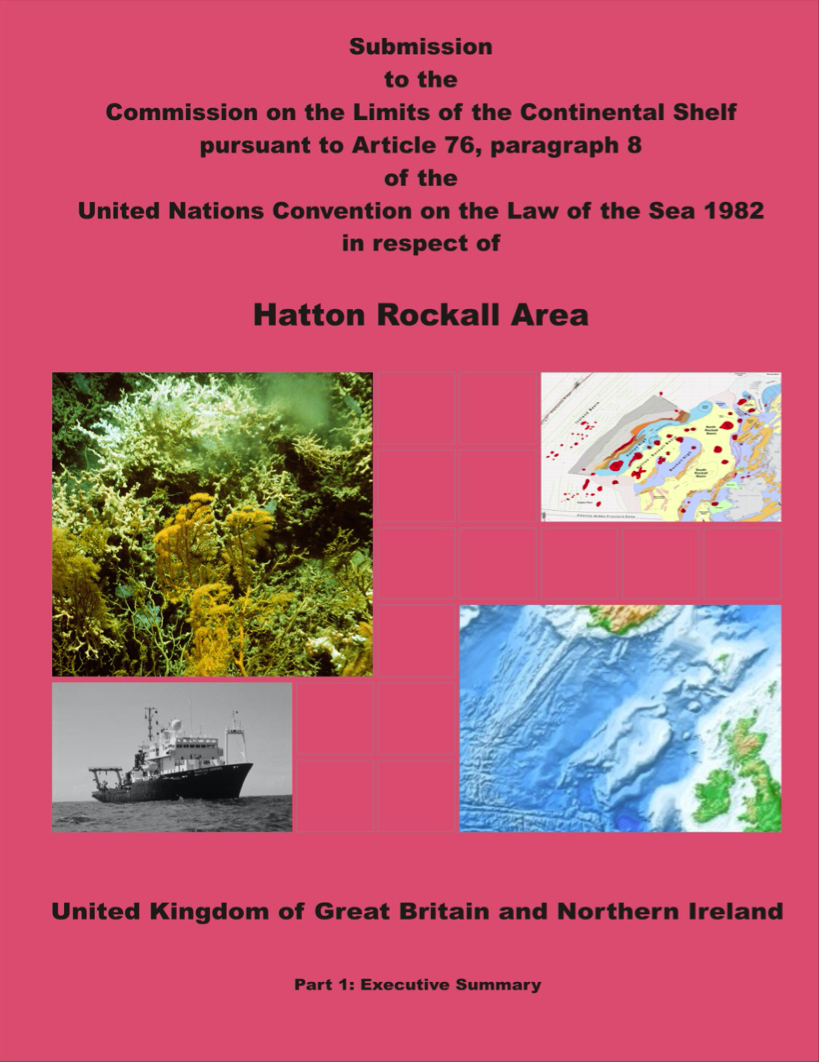 Submission
to the
Commission on the Limits of the Continental Shelf
pursuant to Article 76, paragraph 8
of the
United Nations Convention on the Law of the Sea 1982
in respect of
Hatton Rockall Area
United Kingdom of Great Britain and Northern Ireland
Part 1: Executive Summary